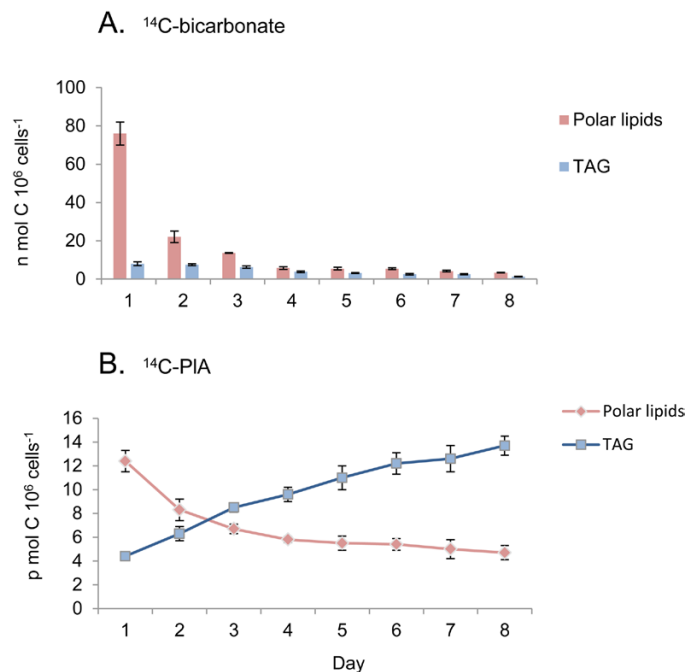 A. ¹⁴C-bicarbonate
n mol C 10⁶ cells⁻¹
100
80
60
40
20
0
1 2 3 4 5 6 7 8
Polar lipids
TAG
B. ¹⁴C-PlA
p mol C 10⁶ cells⁻¹
16
14
12
10
8
6
4
2
0
1 2 3 4 5 6 7 8
Day
Polar lipids
TAG